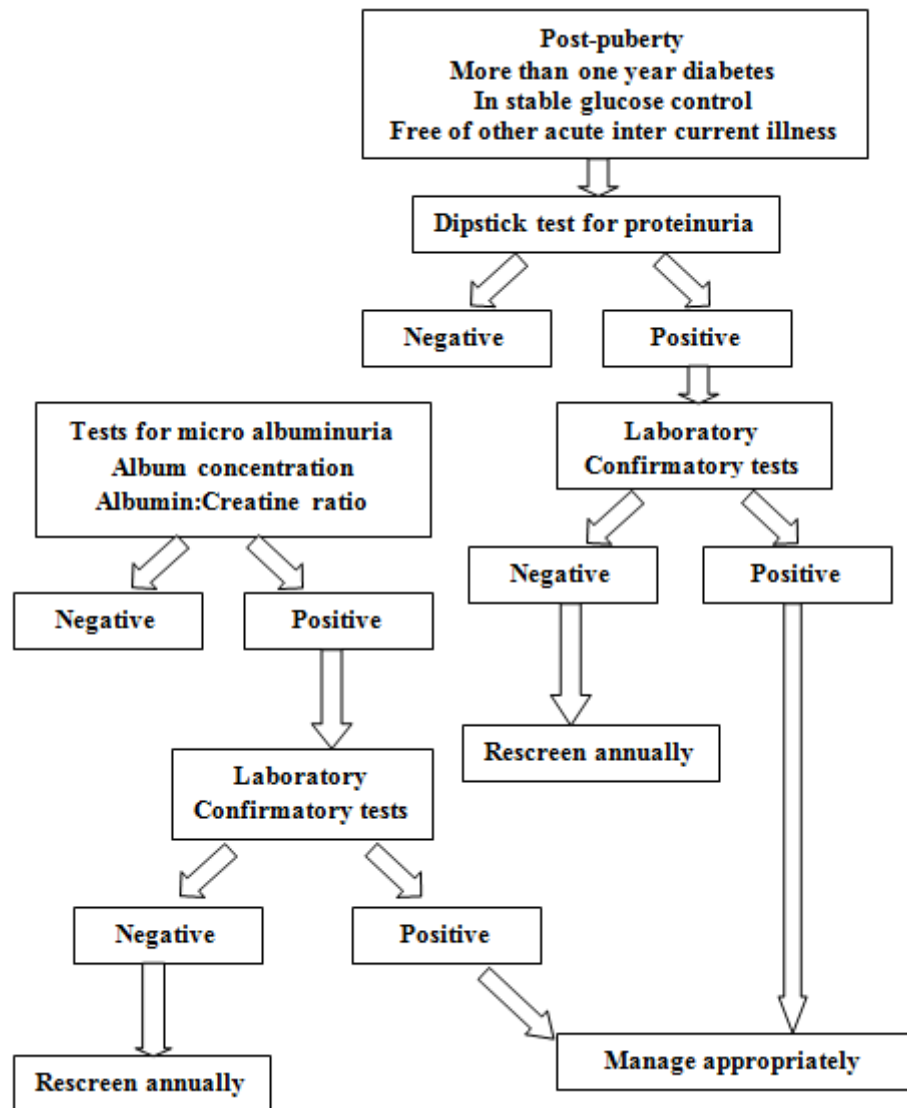 Post-puberty
More than one year diabetes
In stable glucose control
Free of other acute inter current illness
Dipstick test for proteinuria
Negative
Positive
Tests for micro albuminuria
Album concentration
Albumin:Creatine ratio
Laboratory
Confirmatory tests
Negative
Positive
Negative
Positive
Rescreen annually
Laboratory
Confirmatory tests
Negative
Positive
Rescreen annually
Manage appropriately